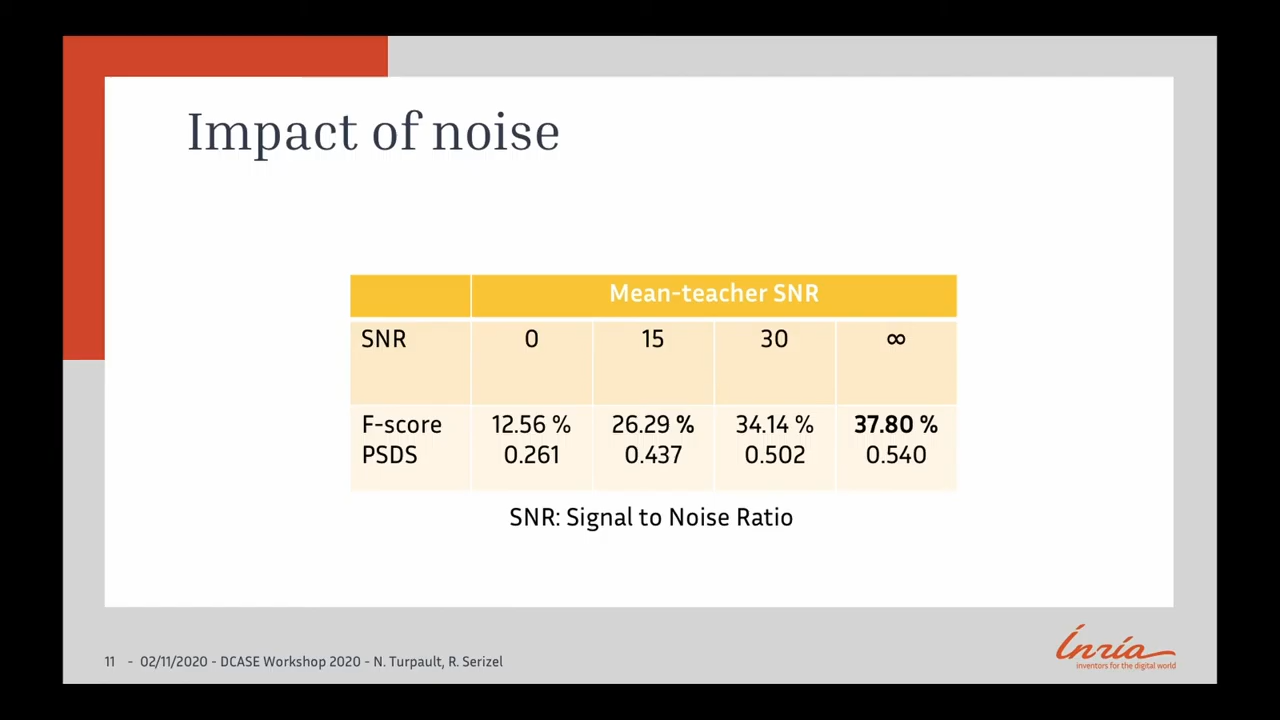 Impact of noise
Mean-teacher SNR
SNR 0 15 30 ∞
F-score 12.56 % 26.29 % 34.14 % 37.80 %
PSDS 0.261 0.437 0.502 0.540
SNR: Signal to Noise Ratio
11 - 02/11/2020 - DCASE Workshop 2020 - N. Turpault, R. Serizel
Inría
inventors for the digital world